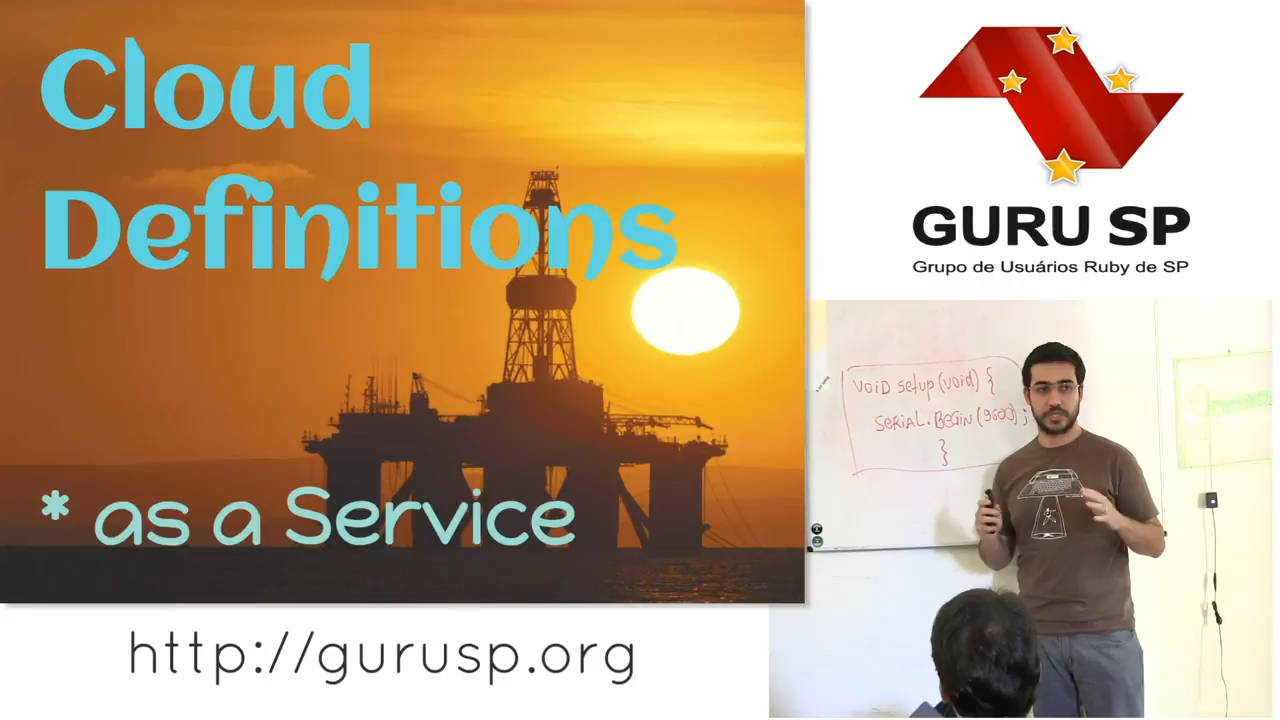 Cloud
Definitions
* as a Service
http://gurusp.org
GURU SP
Grupo de Usuários Ruby de SP
void setup(void) {
SERIAL.BEGIN(9600);
}